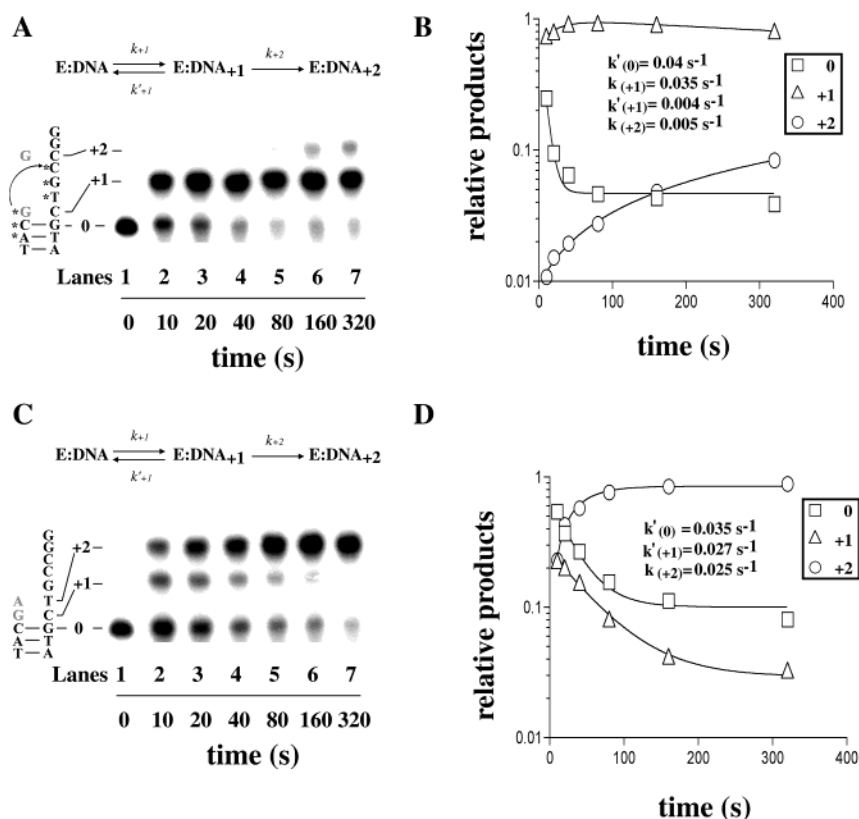 A
k+1
k+2
E:DNA E:DNA+1 E:DNA+2
k'+1
G
G
C
G +2 –
* C
* G +1 –
* T
* G C
* C G 0 –
* A – T
T – A
Lanes 1 2 3 4 5 6 7
0 10 20 40 80 160 320
time (s)
B
relative products
1
0.1
0.01
k'(0)= 0.04 s-1
k(+1)= 0.035 s-1
k'(+1)= 0.004 s-1
k(+2)= 0.005 s-1
0
+1
+2
0 100 200 300 400
time (s)
C
k+1
k+2
E:DNA E:DNA+1 E:DNA+2
k'+1
G
G
C +2 –
C
G +1 –
A T
G C
C – G 0 –
A – T
T – A
Lanes 1 2 3 4 5 6 7
0 10 20 40 80 160 320
time (s)
D
relative products
1
0.1
0.01
k'(0)= 0.035 s-1
k'(+1)= 0.027 s-1
k(+2)= 0.025 s-1
0
+1
+2
0 100 200 300 400
time (s)